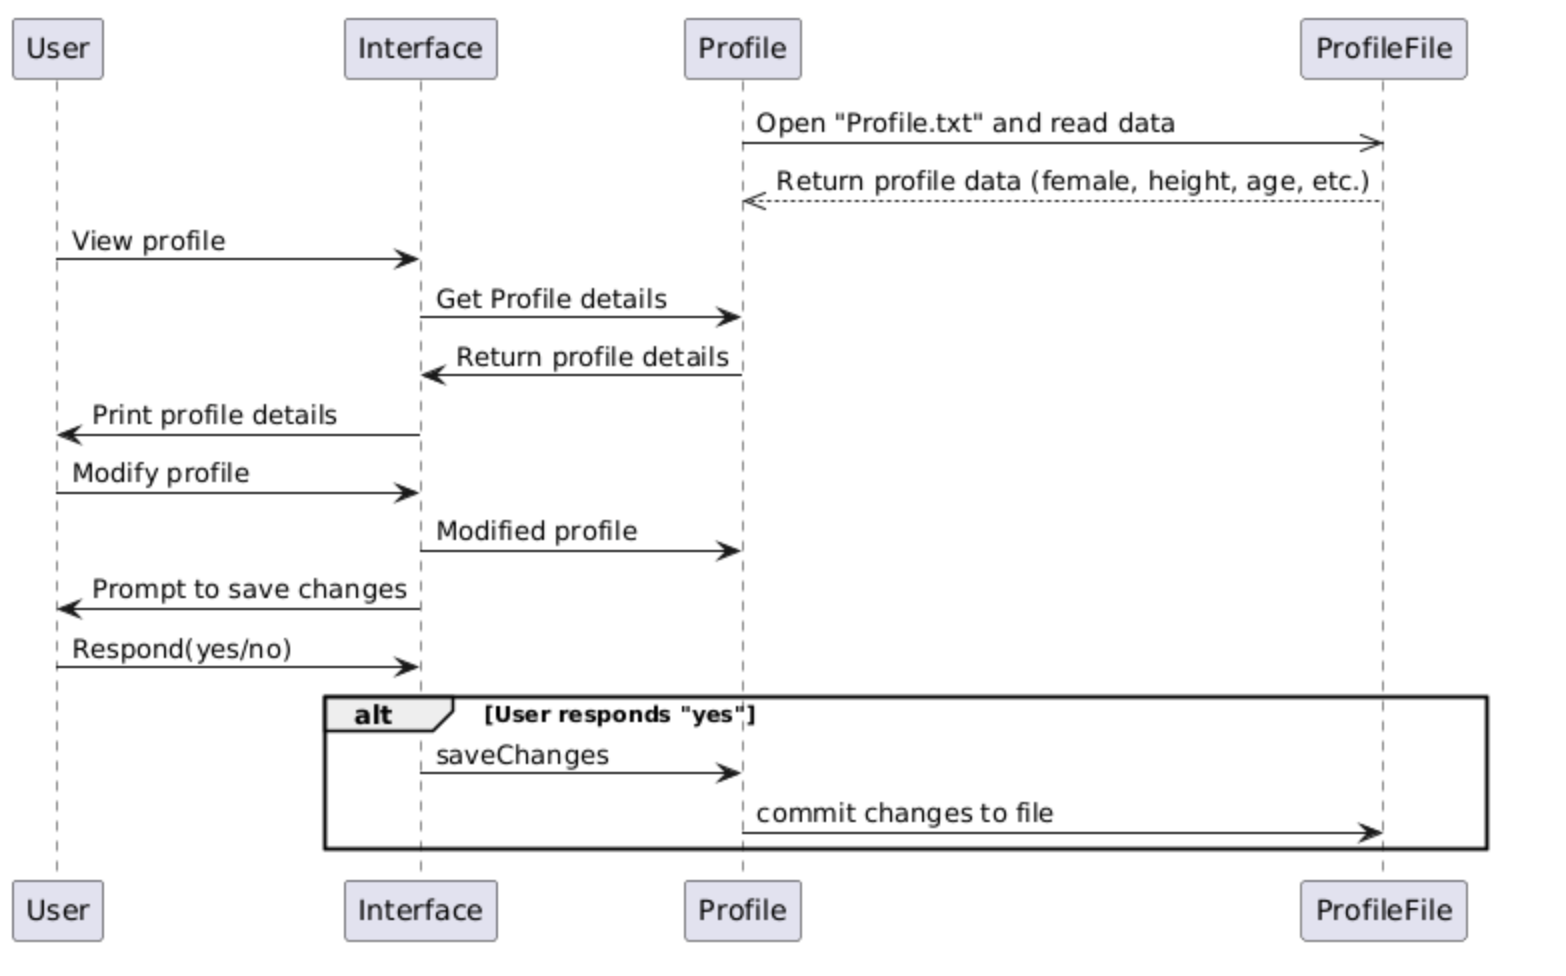 User
Interface
Profile
ProfileFile
Open "Profile.txt" and read data
Return profile data (female, height, age, etc.)
View profile
Get Profile details
Return profile details
Print profile details
Modify profile
Modified profile
Prompt to save changes
Respond(yes/no)
alt
[User responds "yes"]
saveChanges
commit changes to file
User
Interface
Profile
ProfileFile